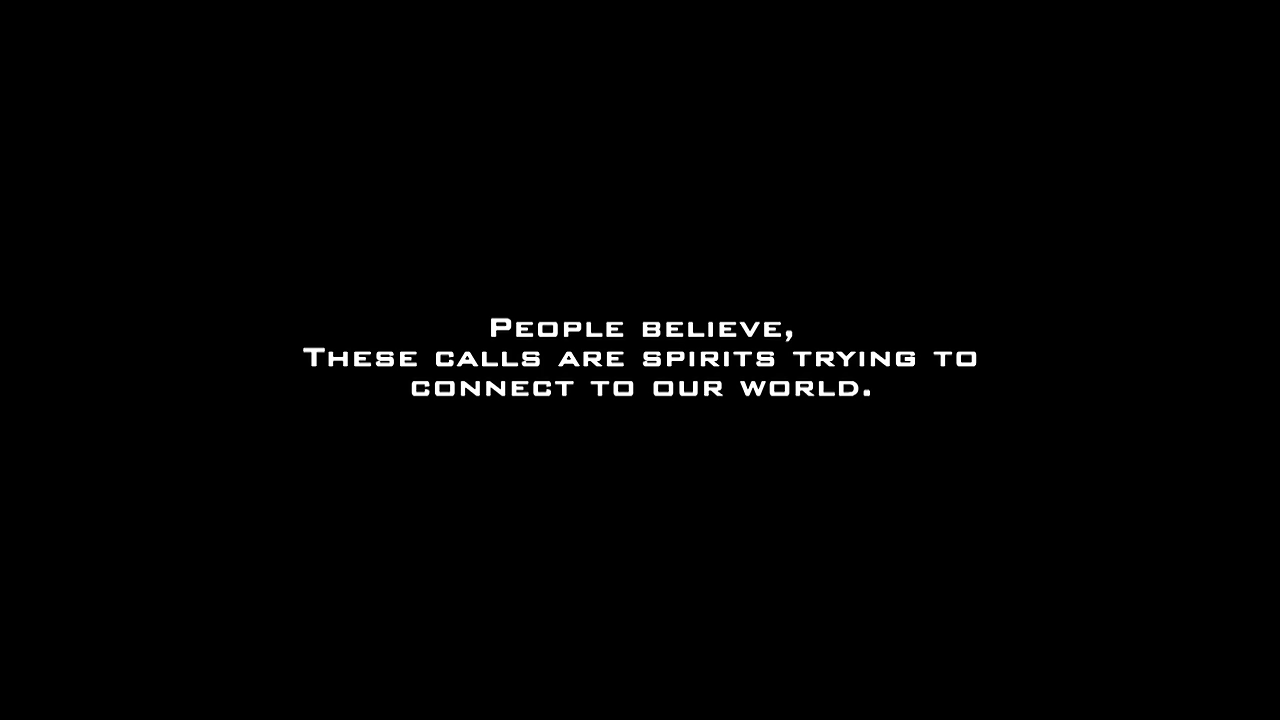 People believe,
These calls are spirits trying to
connect to our world.